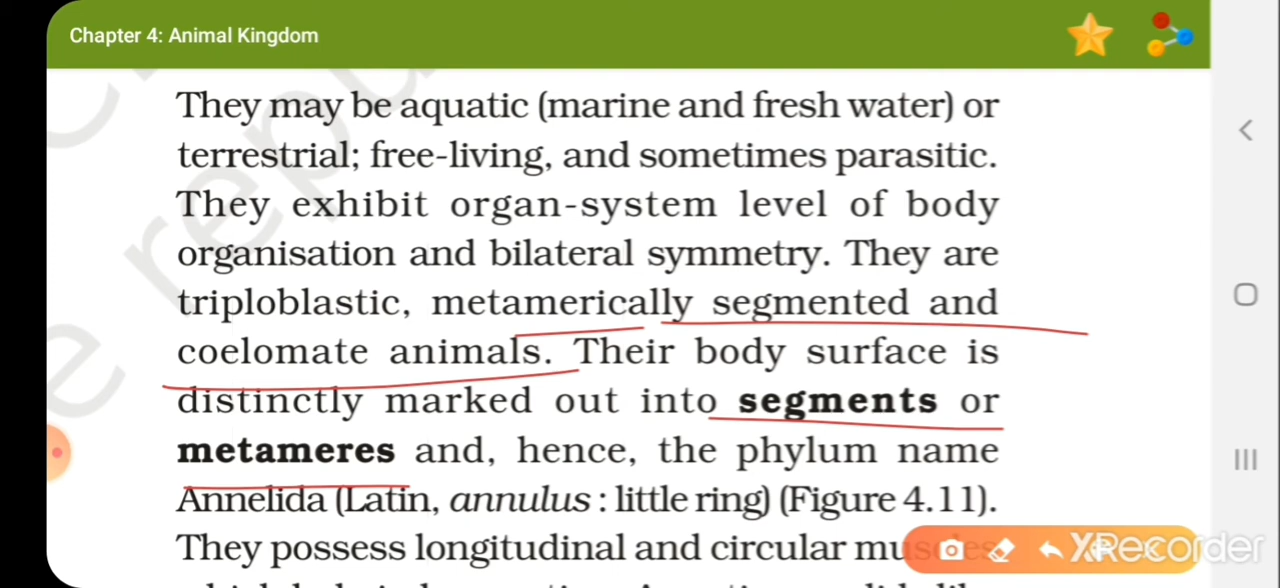 Chapter 4: Animal Kingdom
They may be aquatic (marine and fresh water) or
terrestrial; free-living, and sometimes parasitic.
They exhibit organ-system level of body
organisation and bilateral symmetry. They are
triploblastic, metamerically segmented and
coelomate animals. Their body surface is
distinctly marked out into segments or
metameres and, hence, the phylum name
Annelida (Latin, annulus : little ring) (Figure 4.11).
They possess longitudinal and circular muscles
XRecorder